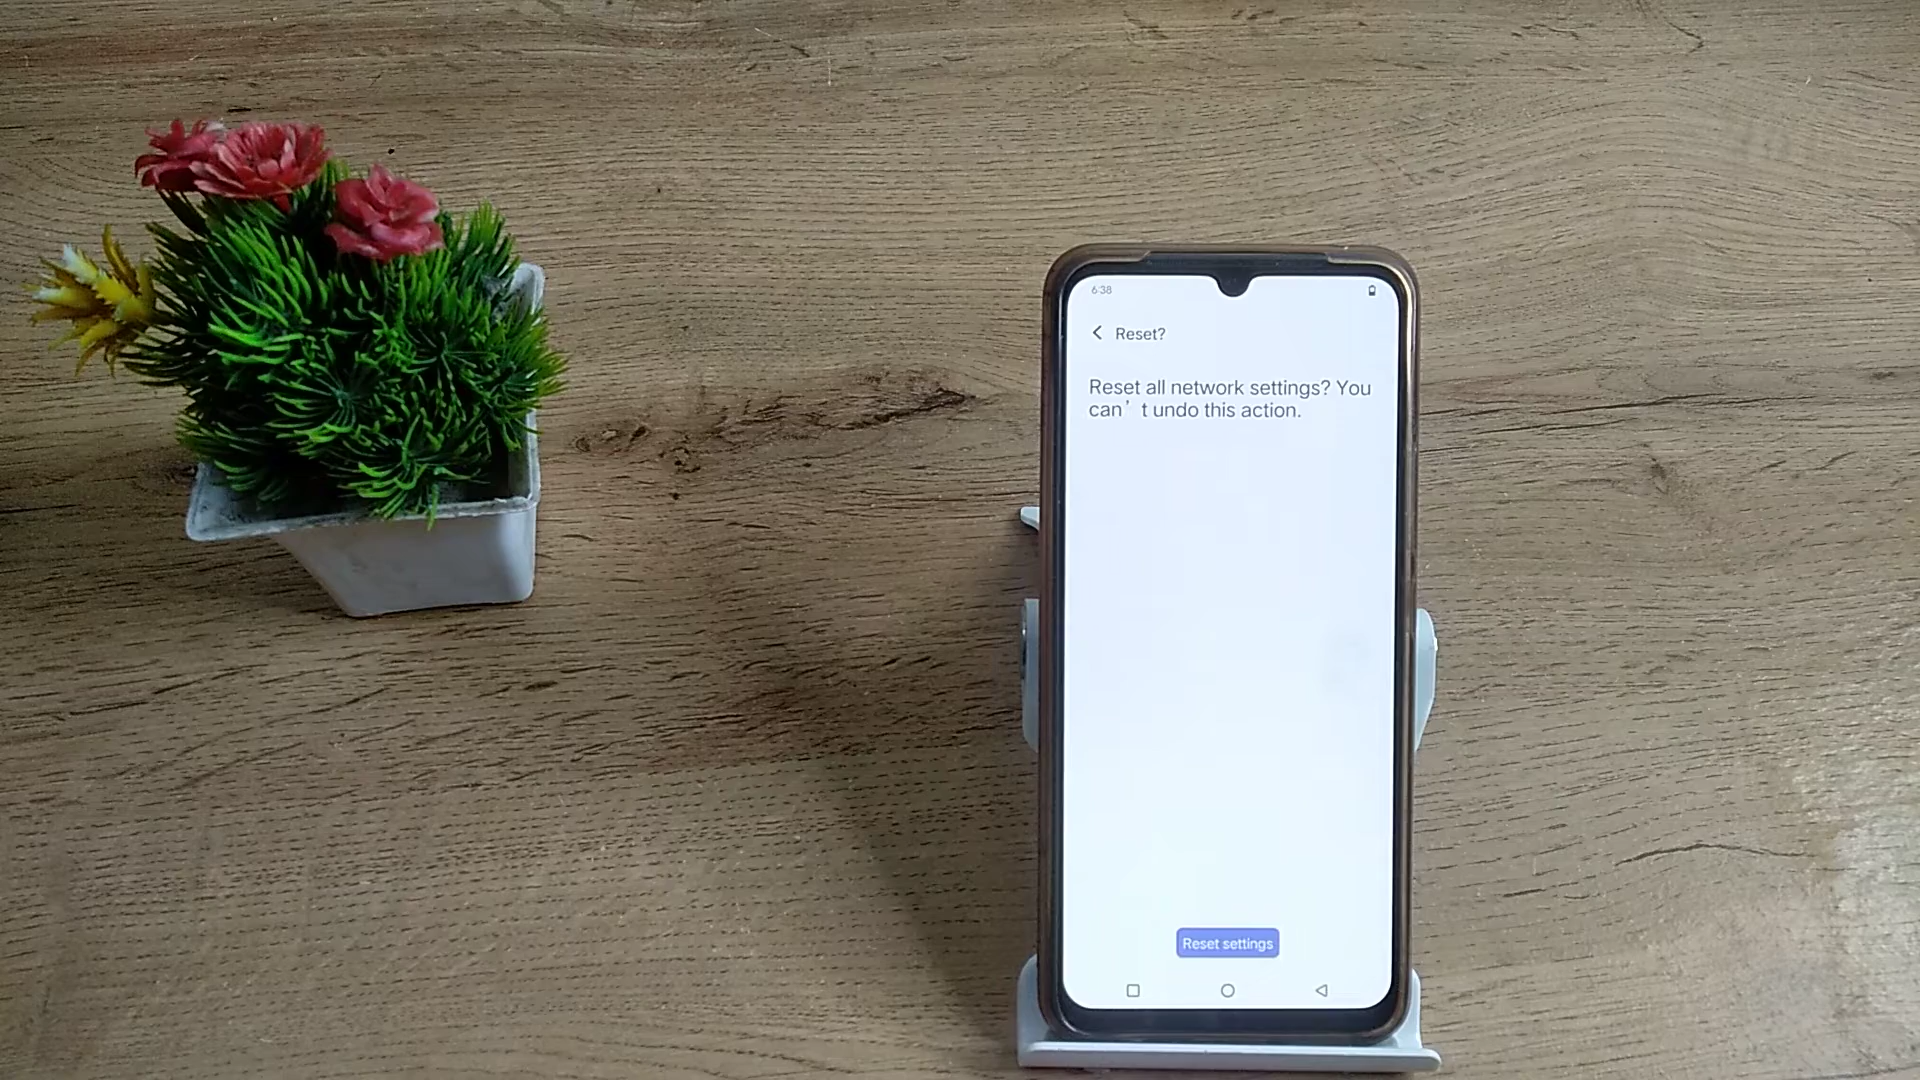 6:38
Reset?
Reset all network settings? You
can't undo this action.
Reset settings